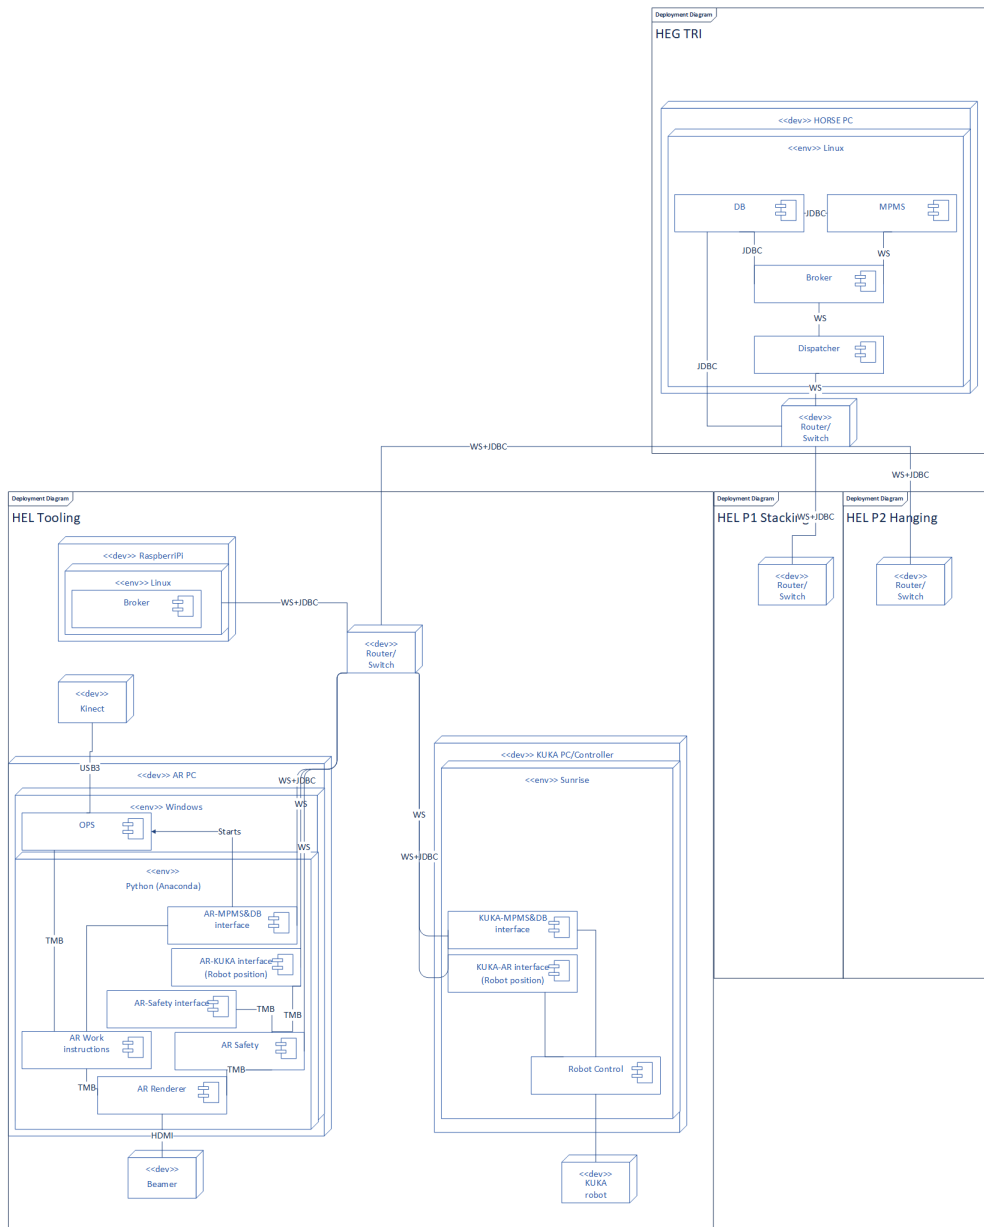 Deployment Diagram
HEG TRI
<<dev>> HORSE PC
<<env>> Linux
DB
JDBC
MPMS
JDBC
WS
Broker
WS
Dispatcher
JDBC
WS
<<dev>>
Router/
Switch
WS+JDBC
WS+JDBC
Deployment Diagram
HEL Tooling
Deployment Diagram
HEL P1 Stacking
WS+JDBC
Deployment Diagram
HEL P2 Hanging
<<dev>>
Router/
Switch
<<dev>>
Router/
Switch
<<dev>> RaspberriPi
<<env>> Linux
Broker
WS+JDBC
<<dev>>
Router/
Switch
<<dev>>
Kinect
USB3
<<dev>> AR PC
WS+JDBC
<<env>> Windows
WS
OPS
Starts
WS
<<env>>
Python (Anaconda)
AR-MPMS&DB
interface
TMB
AR-KUKA interface
(Robot position)
AR-Safety interface
TMB
TMB
AR Work
instructions
AR Safety
TMB
TMB
AR Renderer
HDMI
<<dev>>
Beamer
<<dev>> KUKA PC/Controller
<<env>> Sunrise
WS
WS+JDBC
KUKA-MPMS&DB
interface
KUKA-AR interface
(Robot position)
Robot Control
<<dev>>
KUKA
robot